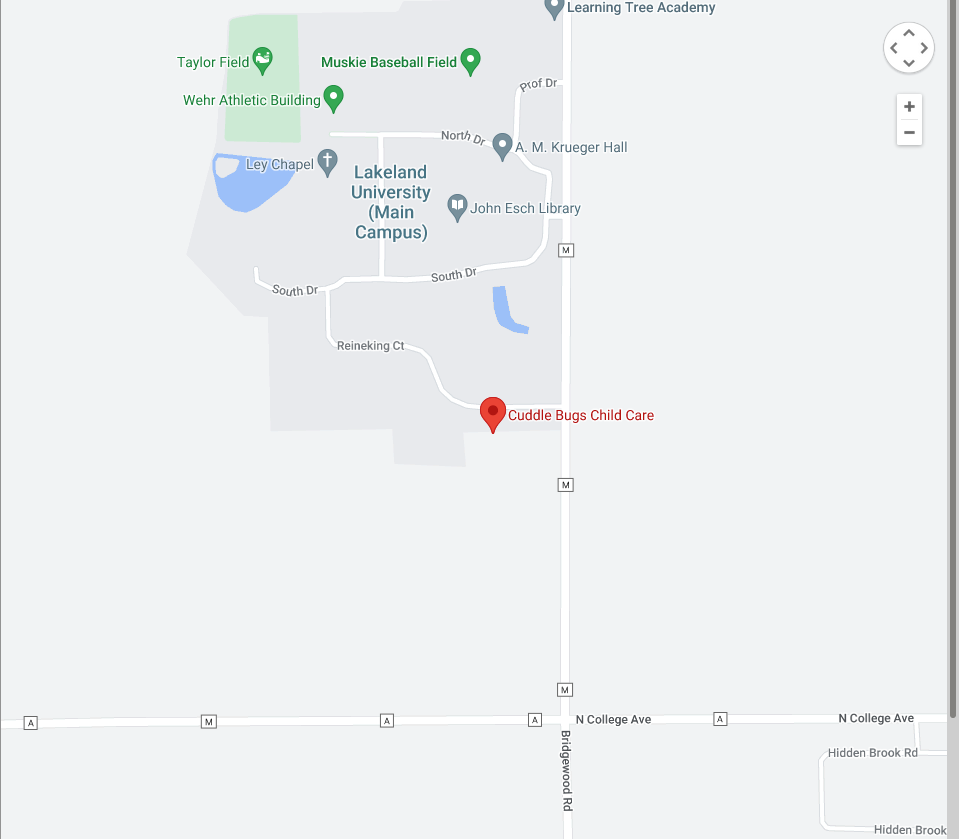 Learning Tree Academy
Taylor Field
Muskie Baseball Field
Prof Dr
Wehr Athletic Building
North Dr
A. M. Krueger Hall
Ley Chapel
Lakeland
University
(Main
Campus)
John Esch Library
M
South Dr
South Dr
Reineking Ct
Cuddle Bugs Child Care
M
M
A
M
A
A
N College Ave
A
N College Ave
Bridgewood Rd
Hidden Brook Rd
Hidden Brook